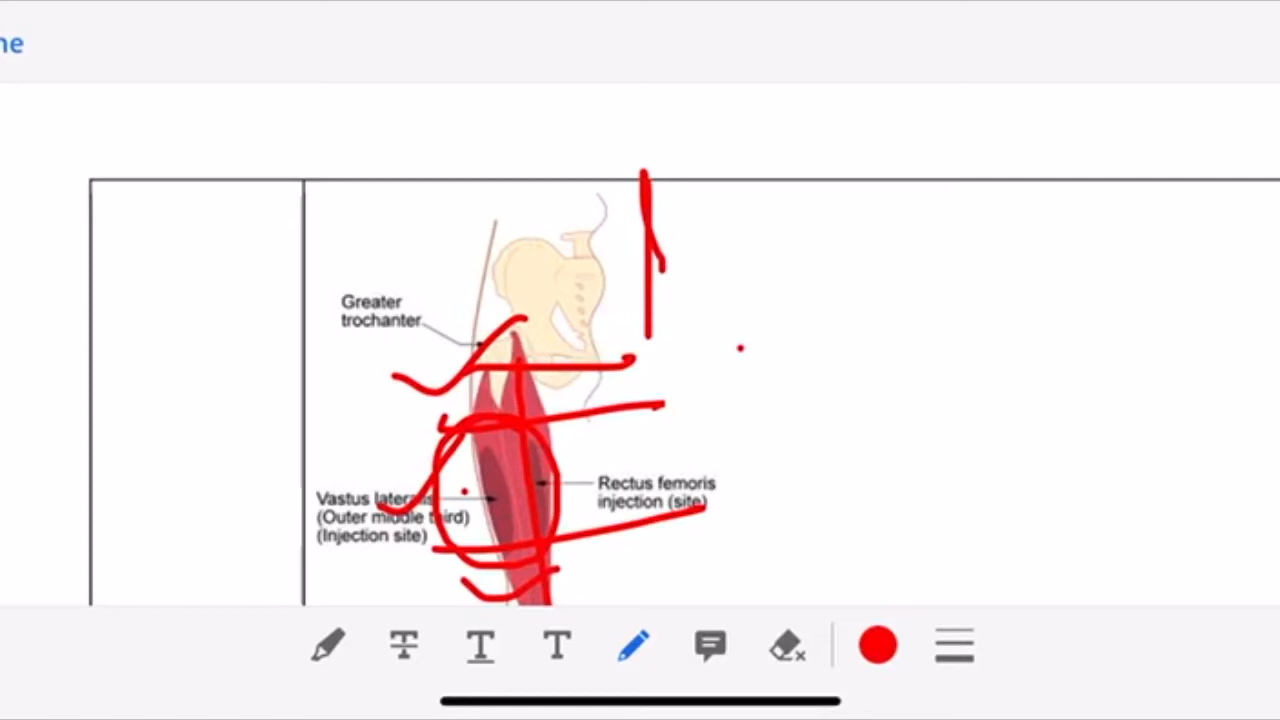 ne
Greater
trochanter
Vastus lateralis
(Outer middle third)
(Injection site)
Rectus femoris
injection (site)